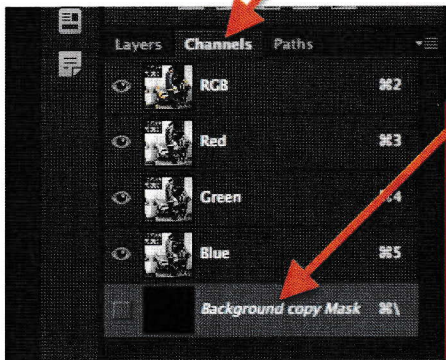 Layers Channels Paths
RGB ⌘2
Red ⌘3
Green ⌘4
Blue ⌘5
Background copy Mask ⌘\